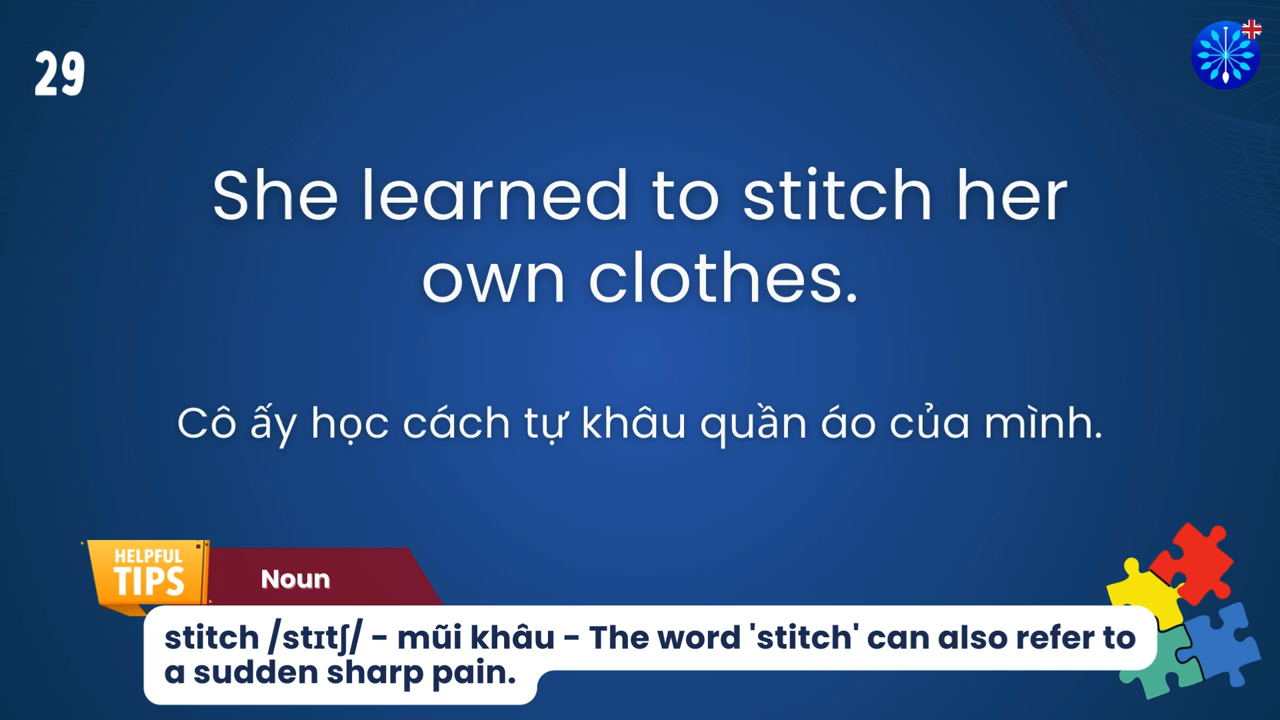 29
She learned to stitch her
own clothes.
Cô ấy học cách tự khâu quần áo của mình.
HELPFUL
TIPS
Noun
stitch /stɪtʃ/ - mũi khâu - The word 'stitch' can also refer to
a sudden sharp pain.